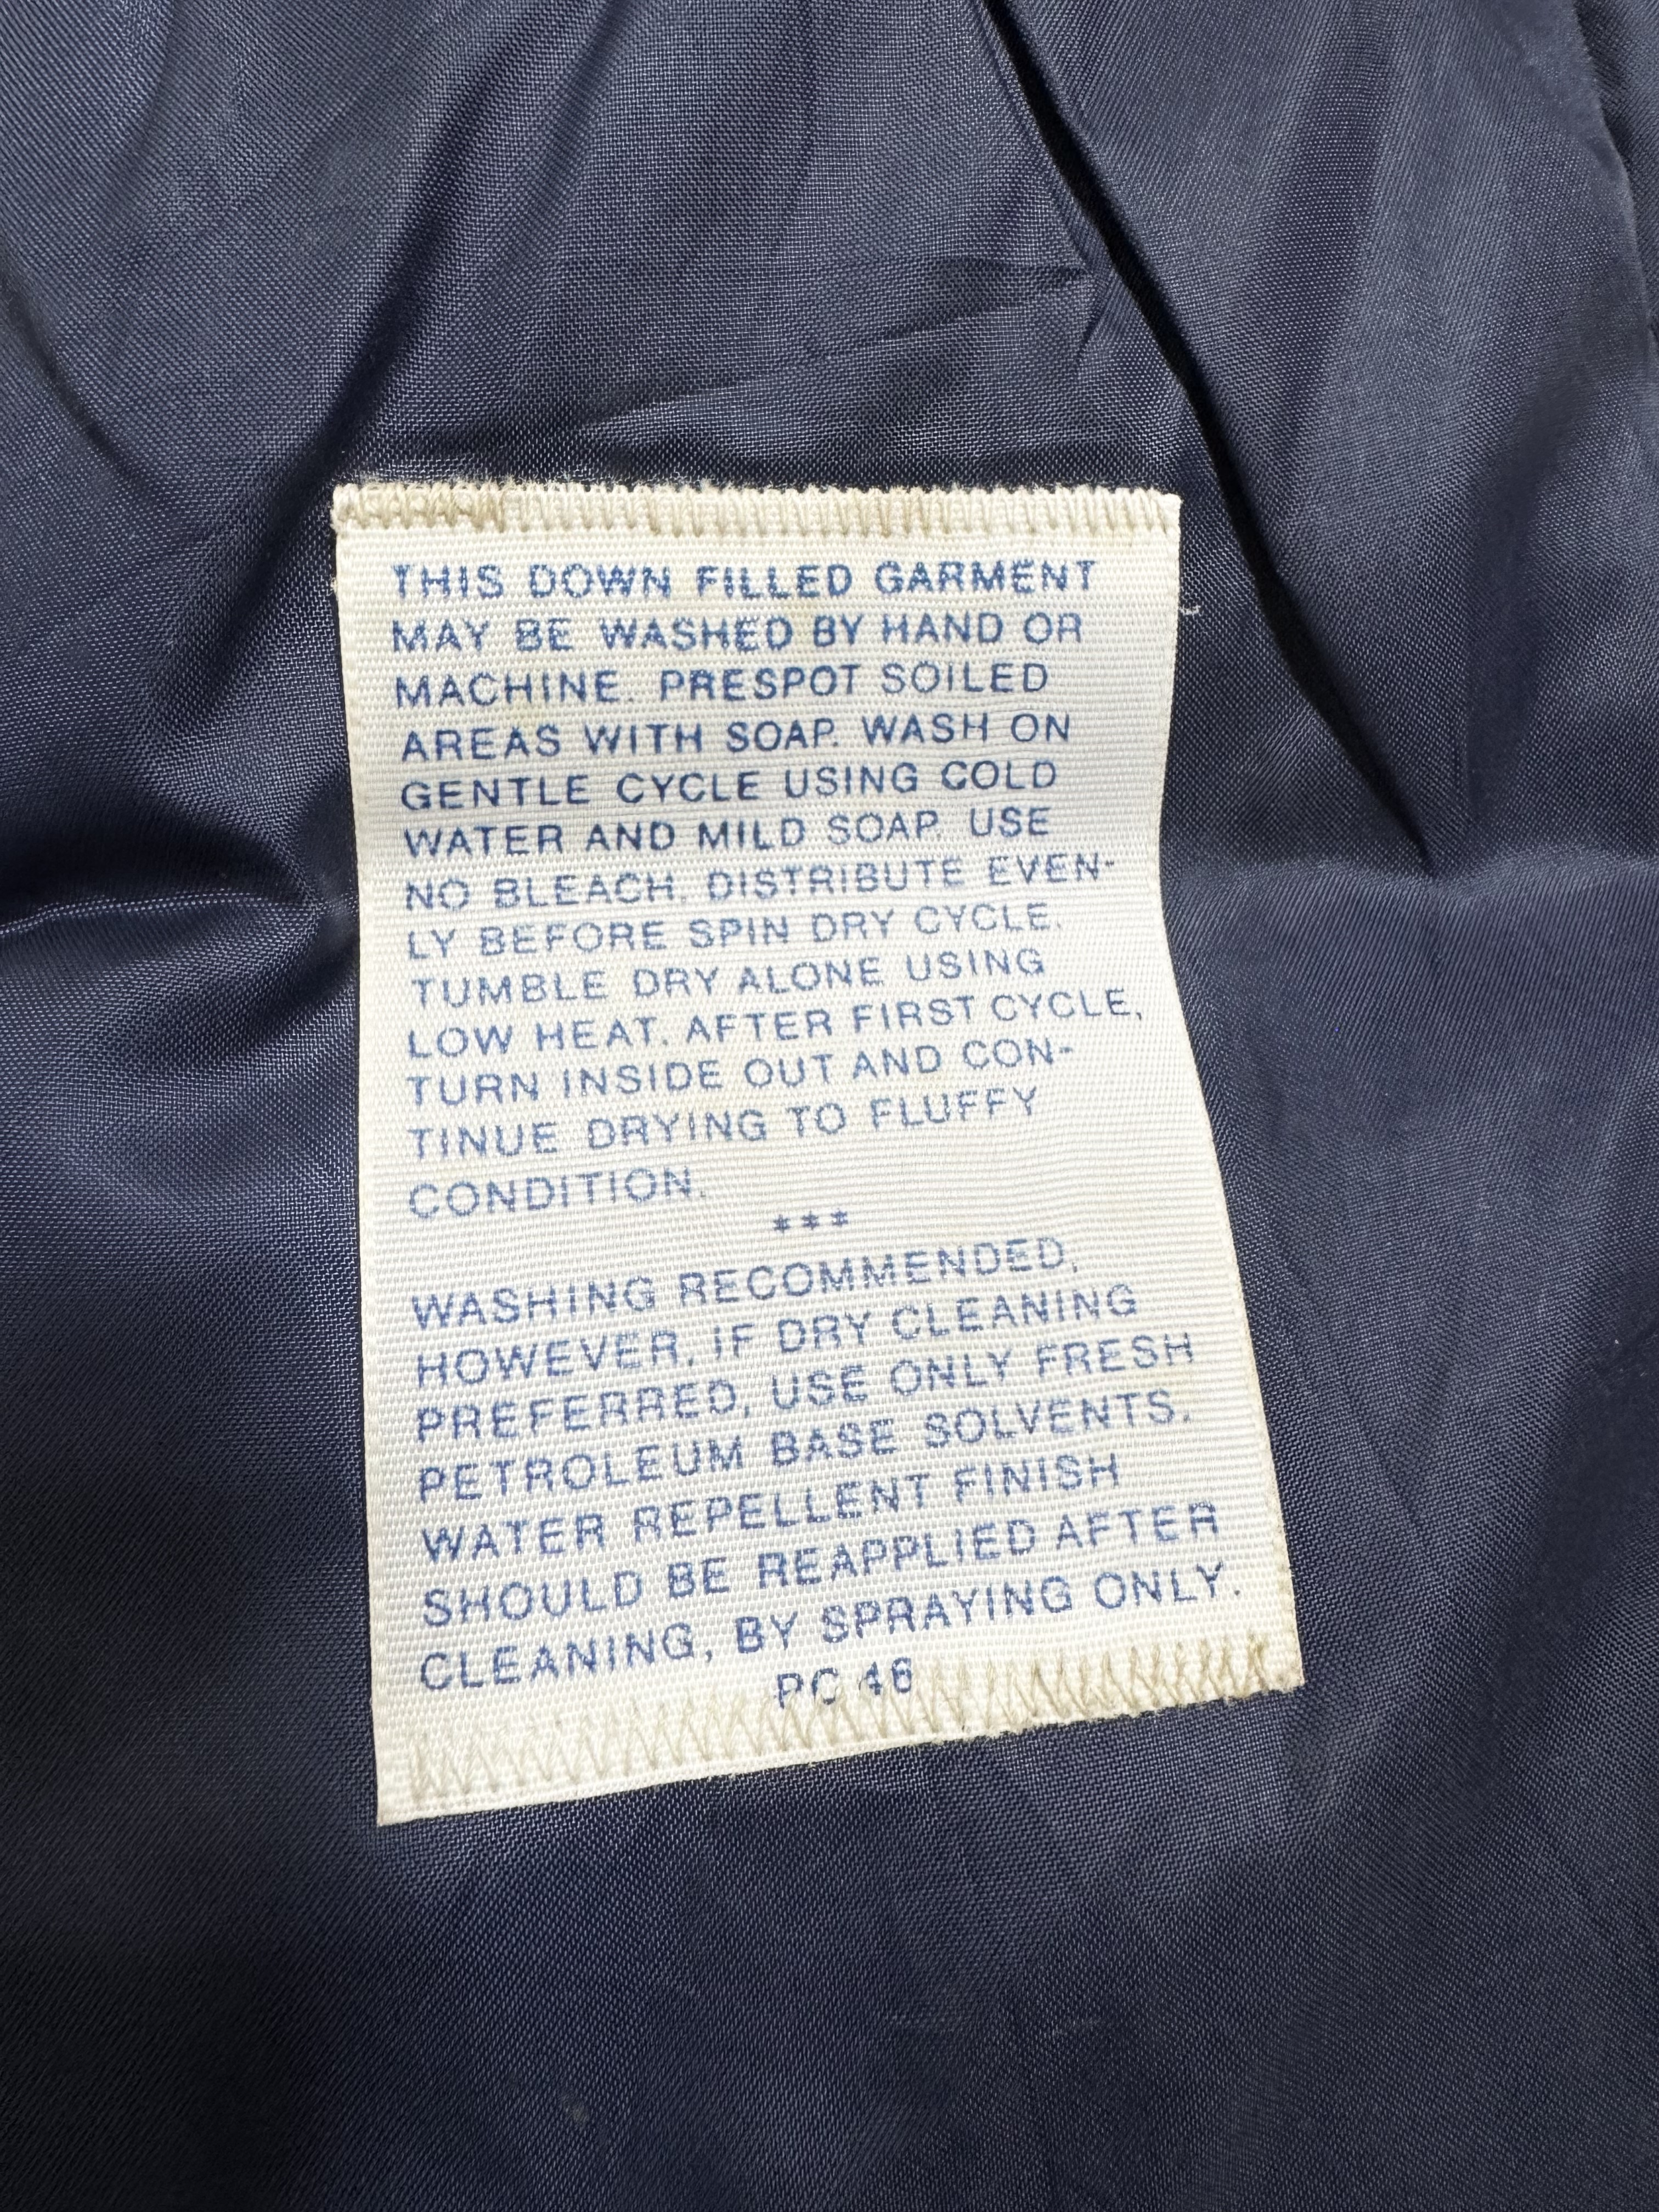 THIS DOWN FILLED GARMENT
MAY BE WASHED BY HAND OR
MACHINE. PRESPOT SOILED
AREAS WITH SOAP. WASH ON
GENTLE CYCLE USING COLD
WATER AND MILD SOAP. USE
NO BLEACH. DISTRIBUTE EVEN-
LY BEFORE SPIN DRY CYCLE.
TUMBLE DRY ALONE USING
LOW HEAT. AFTER FIRST CYCLE,
TURN INSIDE OUT AND CON-
TINUE DRYING TO FLUFFY
CONDITION.
***
WASHING RECOMMENDED,
HOWEVER, IF DRY CLEANING
PREFERRED, USE ONLY FRESH
PETROLEUM BASE SOLVENTS.
WATER REPELLENT FINISH
SHOULD BE REAPPLIED AFTER
CLEANING, BY SPRAYING ONLY.
PC 46